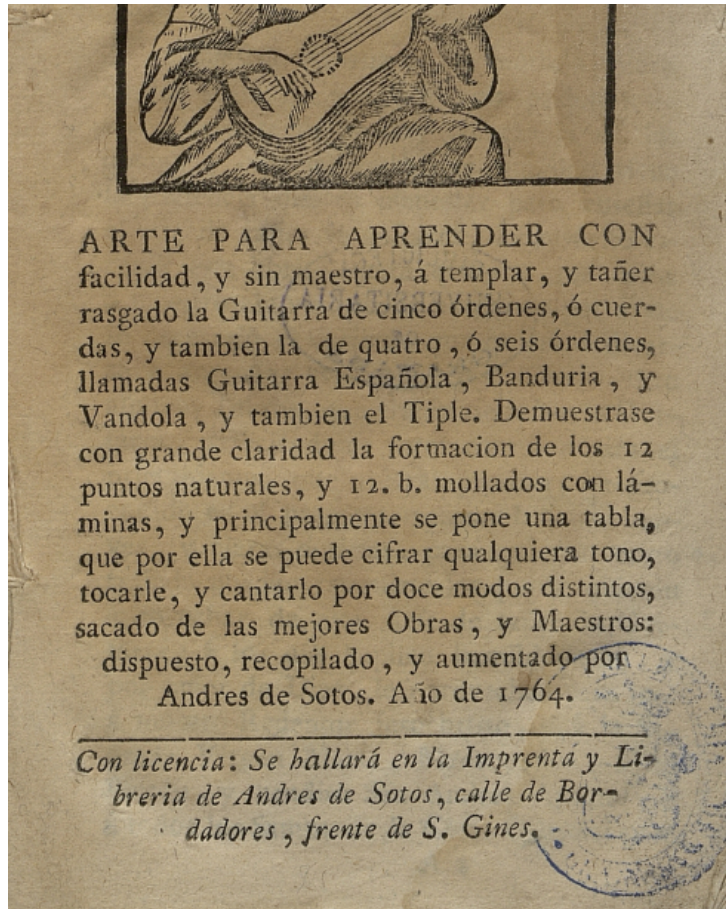 ARTE PARA APRENDER CON
facilidad, y sin maestro, á templar, y tañer
rasgado la Guitarra de cinco órdenes, ó cuer-
das, y tambien la de quatro, ó seis órdenes,
llamadas Guitarra Española, Banduria, y
Vandola, y tambien el Tiple. Demuestrase
con grande claridad la formacion de los 12
puntos naturales, y 12. b. mollados con lá-
minas, y principalmente se pone una tabla,
que por ella se puede cifrar qualquiera tono,
tocarle, y cantarlo por doce modos distintos,
sacado de las mejores Obras, y Maestros:
dispuesto, recopilado, y aumentado por
Andres de Sotos. Año de 1764.
Con licencia: Se hallará en la Imprenta y Li-
breria de Andres de Sotos, calle de Bor-
dadores, frente de S. Gines.